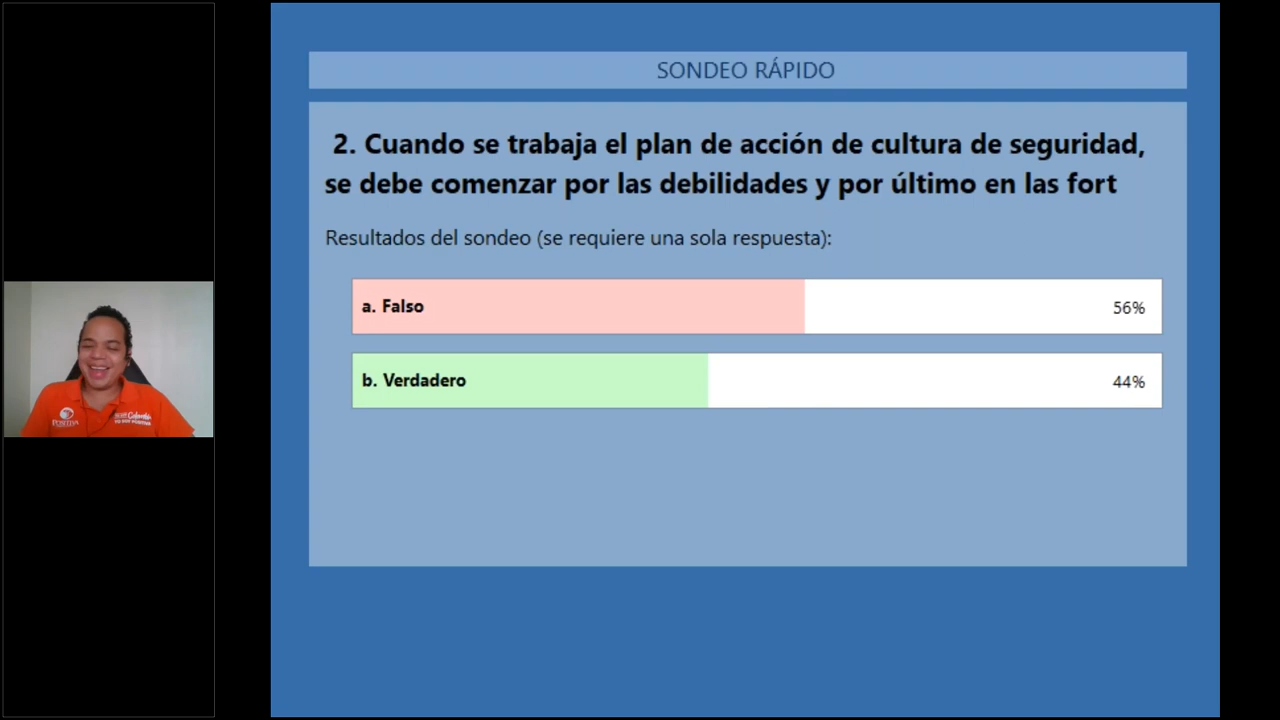 SONDEO RÁPIDO
2. Cuando se trabaja el plan de acción de cultura de seguridad,
se debe comenzar por las debilidades y por último en las fort
Resultados del sondeo (se requiere una sola respuesta):
a. Falso 56%
b. Verdadero 44%
POSITIVA